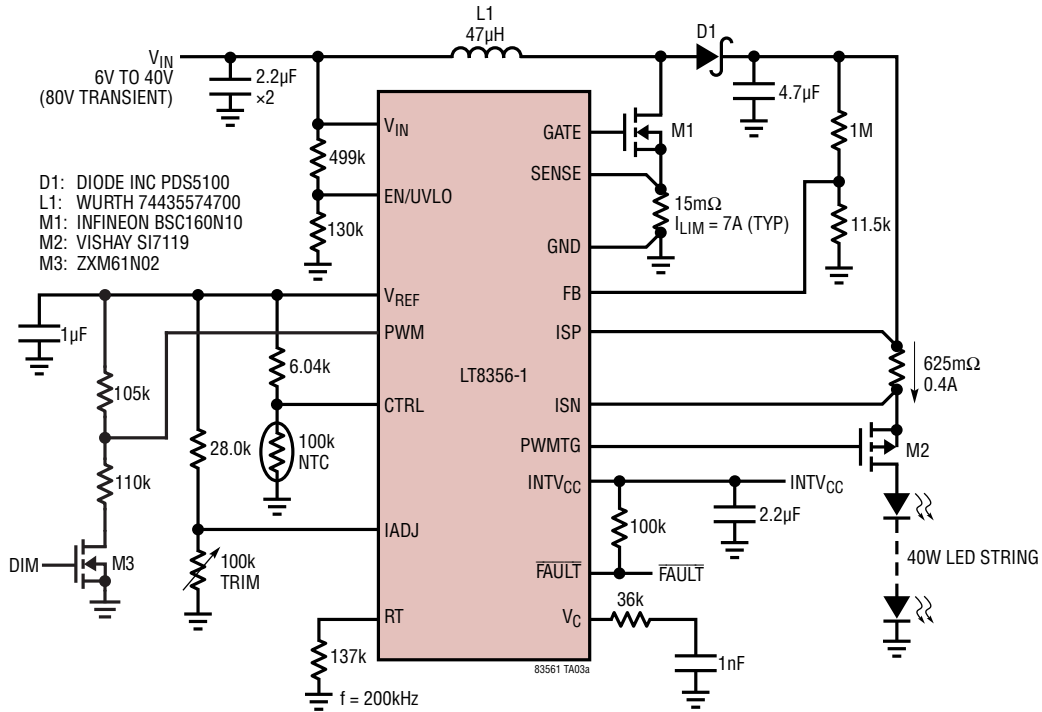 L1
47µH
D1
VIN
6V TO 40V
(80V TRANSIENT)
2.2µF
×2
4.7µF
1M
VIN
GATE
M1
499k
SENSE
D1: DIODE INC PDS5100
L1: WURTH 74435574700
M1: INFINEON BSC160N10
M2: VISHAY SI7119
M3: ZXM61N02
EN/UVLO
15mΩ
ILIM = 7A (TYP)
11.5k
130k
GND
VREF
FB
1µF
PWM
ISP
6.04k
LT8356-1
625mΩ
0.4A
105k
CTRL
ISN
28.0k
100k
NTC
PWMTG
M2
110k
INTVCC
INTVCC
2.2µF
100k
IADJ
40W LED STRING
DIM
M3
100k
TRIM
FAULT
FAULT
RT
VC
36k
137k
1nF
83561 TA03a
f = 200kHz